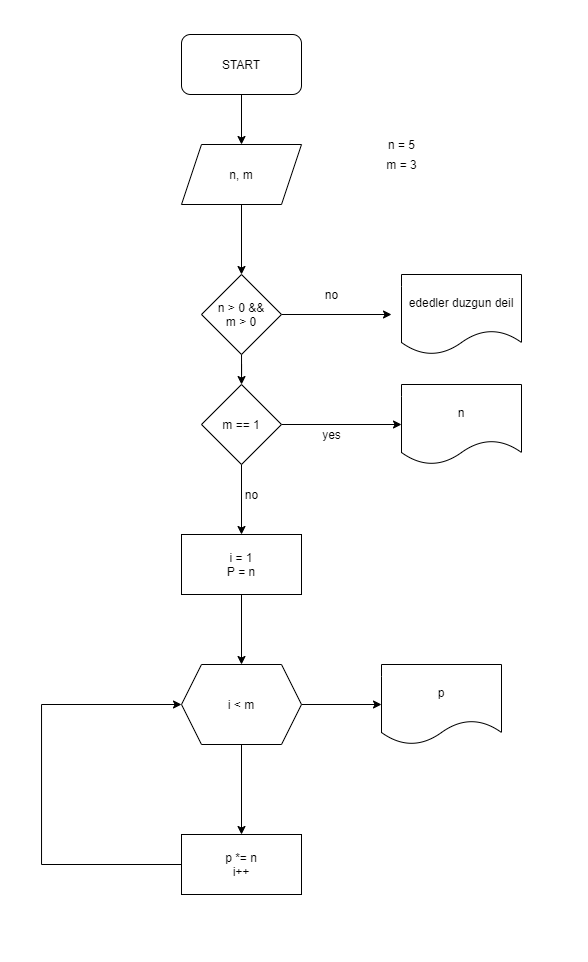 START
n, m
n = 5
m = 3
n > 0 &&
m > 0
no
ededler duzgun deil
m == 1
yes
n
no
i = 1
P = n
i < m
p
p *= n
i++